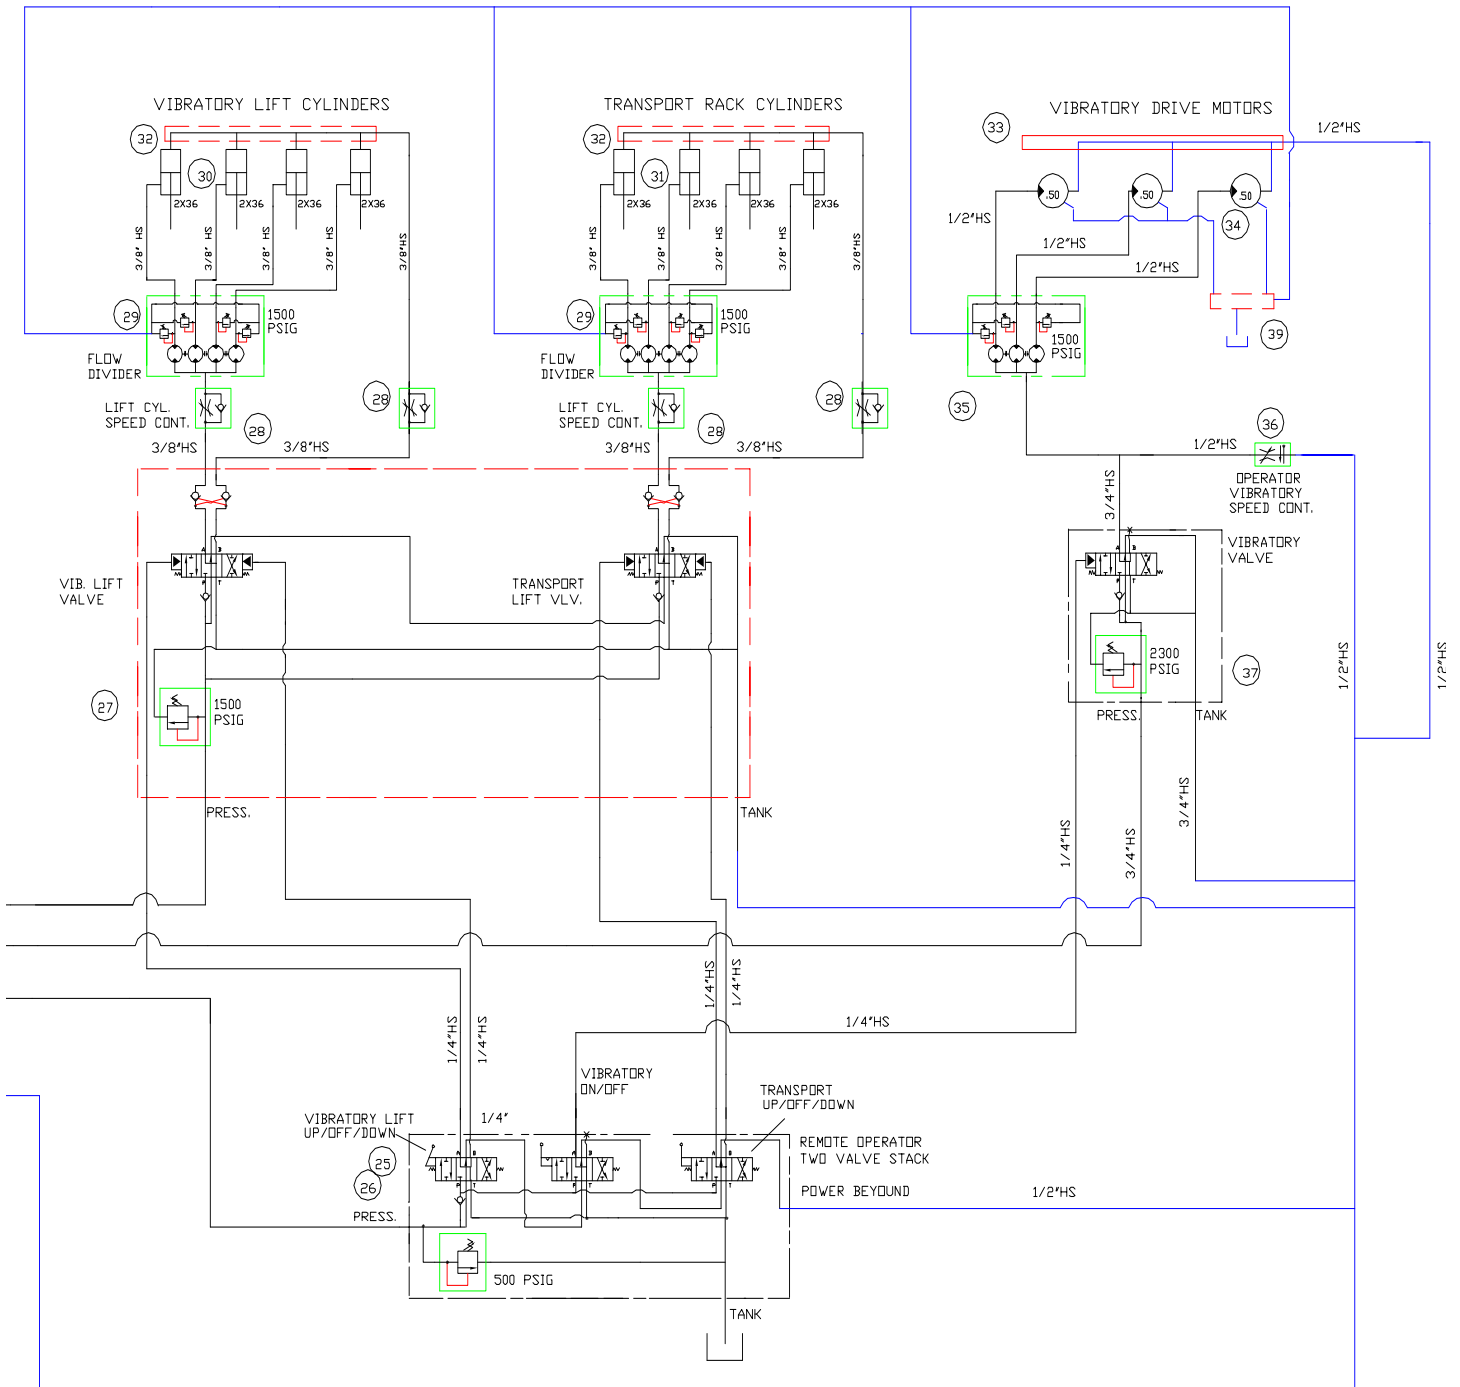 VIBRATORY LIFT CYLINDERS
TRANSPORT RACK CYLINDERS
VIBRATORY DRIVE MOTORS
1/2"HS
32
30
32
31
33
2X36
2X36
2X36
2X36
2X36
2X36
2X36
2X36
.50
.50
.50
34
1/2"HS
1/2"HS
1/2"HS
3/8' HS
3/8' HS
3/8' HS
3/8' HS
3/8"HS
3/8' HS
3/8' HS
3/8' HS
3/8' HS
3/8"HS
29
1500
PSIG
29
1500
PSIG
1500
PSIG
39
FLOW
DIVIDER
FLOW
DIVIDER
LIFT CYL.
SPEED CONT.
28
28
LIFT CYL.
SPEED CONT.
28
28
35
36
3/8"HS
3/8"HS
3/8"HS
3/8"HS
1/2"HS
OPERATOR
VIBRATORY
SPEED CONT.
3/4"HS
VIB. LIFT
VALVE
A B
P T
TRANSPORT
LIFT VLV.
A B
P T
A B
P T
VIBRATORY
VALVE
27
1500
PSIG
2300
PSIG
37
PRESS.
TANK
1/2"HS
1/2"HS
PRESS.
TANK
1/4"HS
3/4"HS
3/4"HS
1/4"HS
1/4"HS
1/4"HS
1/4"HS
1/4"HS
VIBRATORY
ON/OFF
TRANSPORT
UP/OFF/DOWN
VIBRATORY LIFT
UP/OFF/DOWN
1/4"
REMOTE OPERATOR
TWO VALVE STACK
25
26
A B
P T
A B
P T
A B
P T
POWER BEYOUND
1/2"HS
PRESS.
500 PSIG
TANK